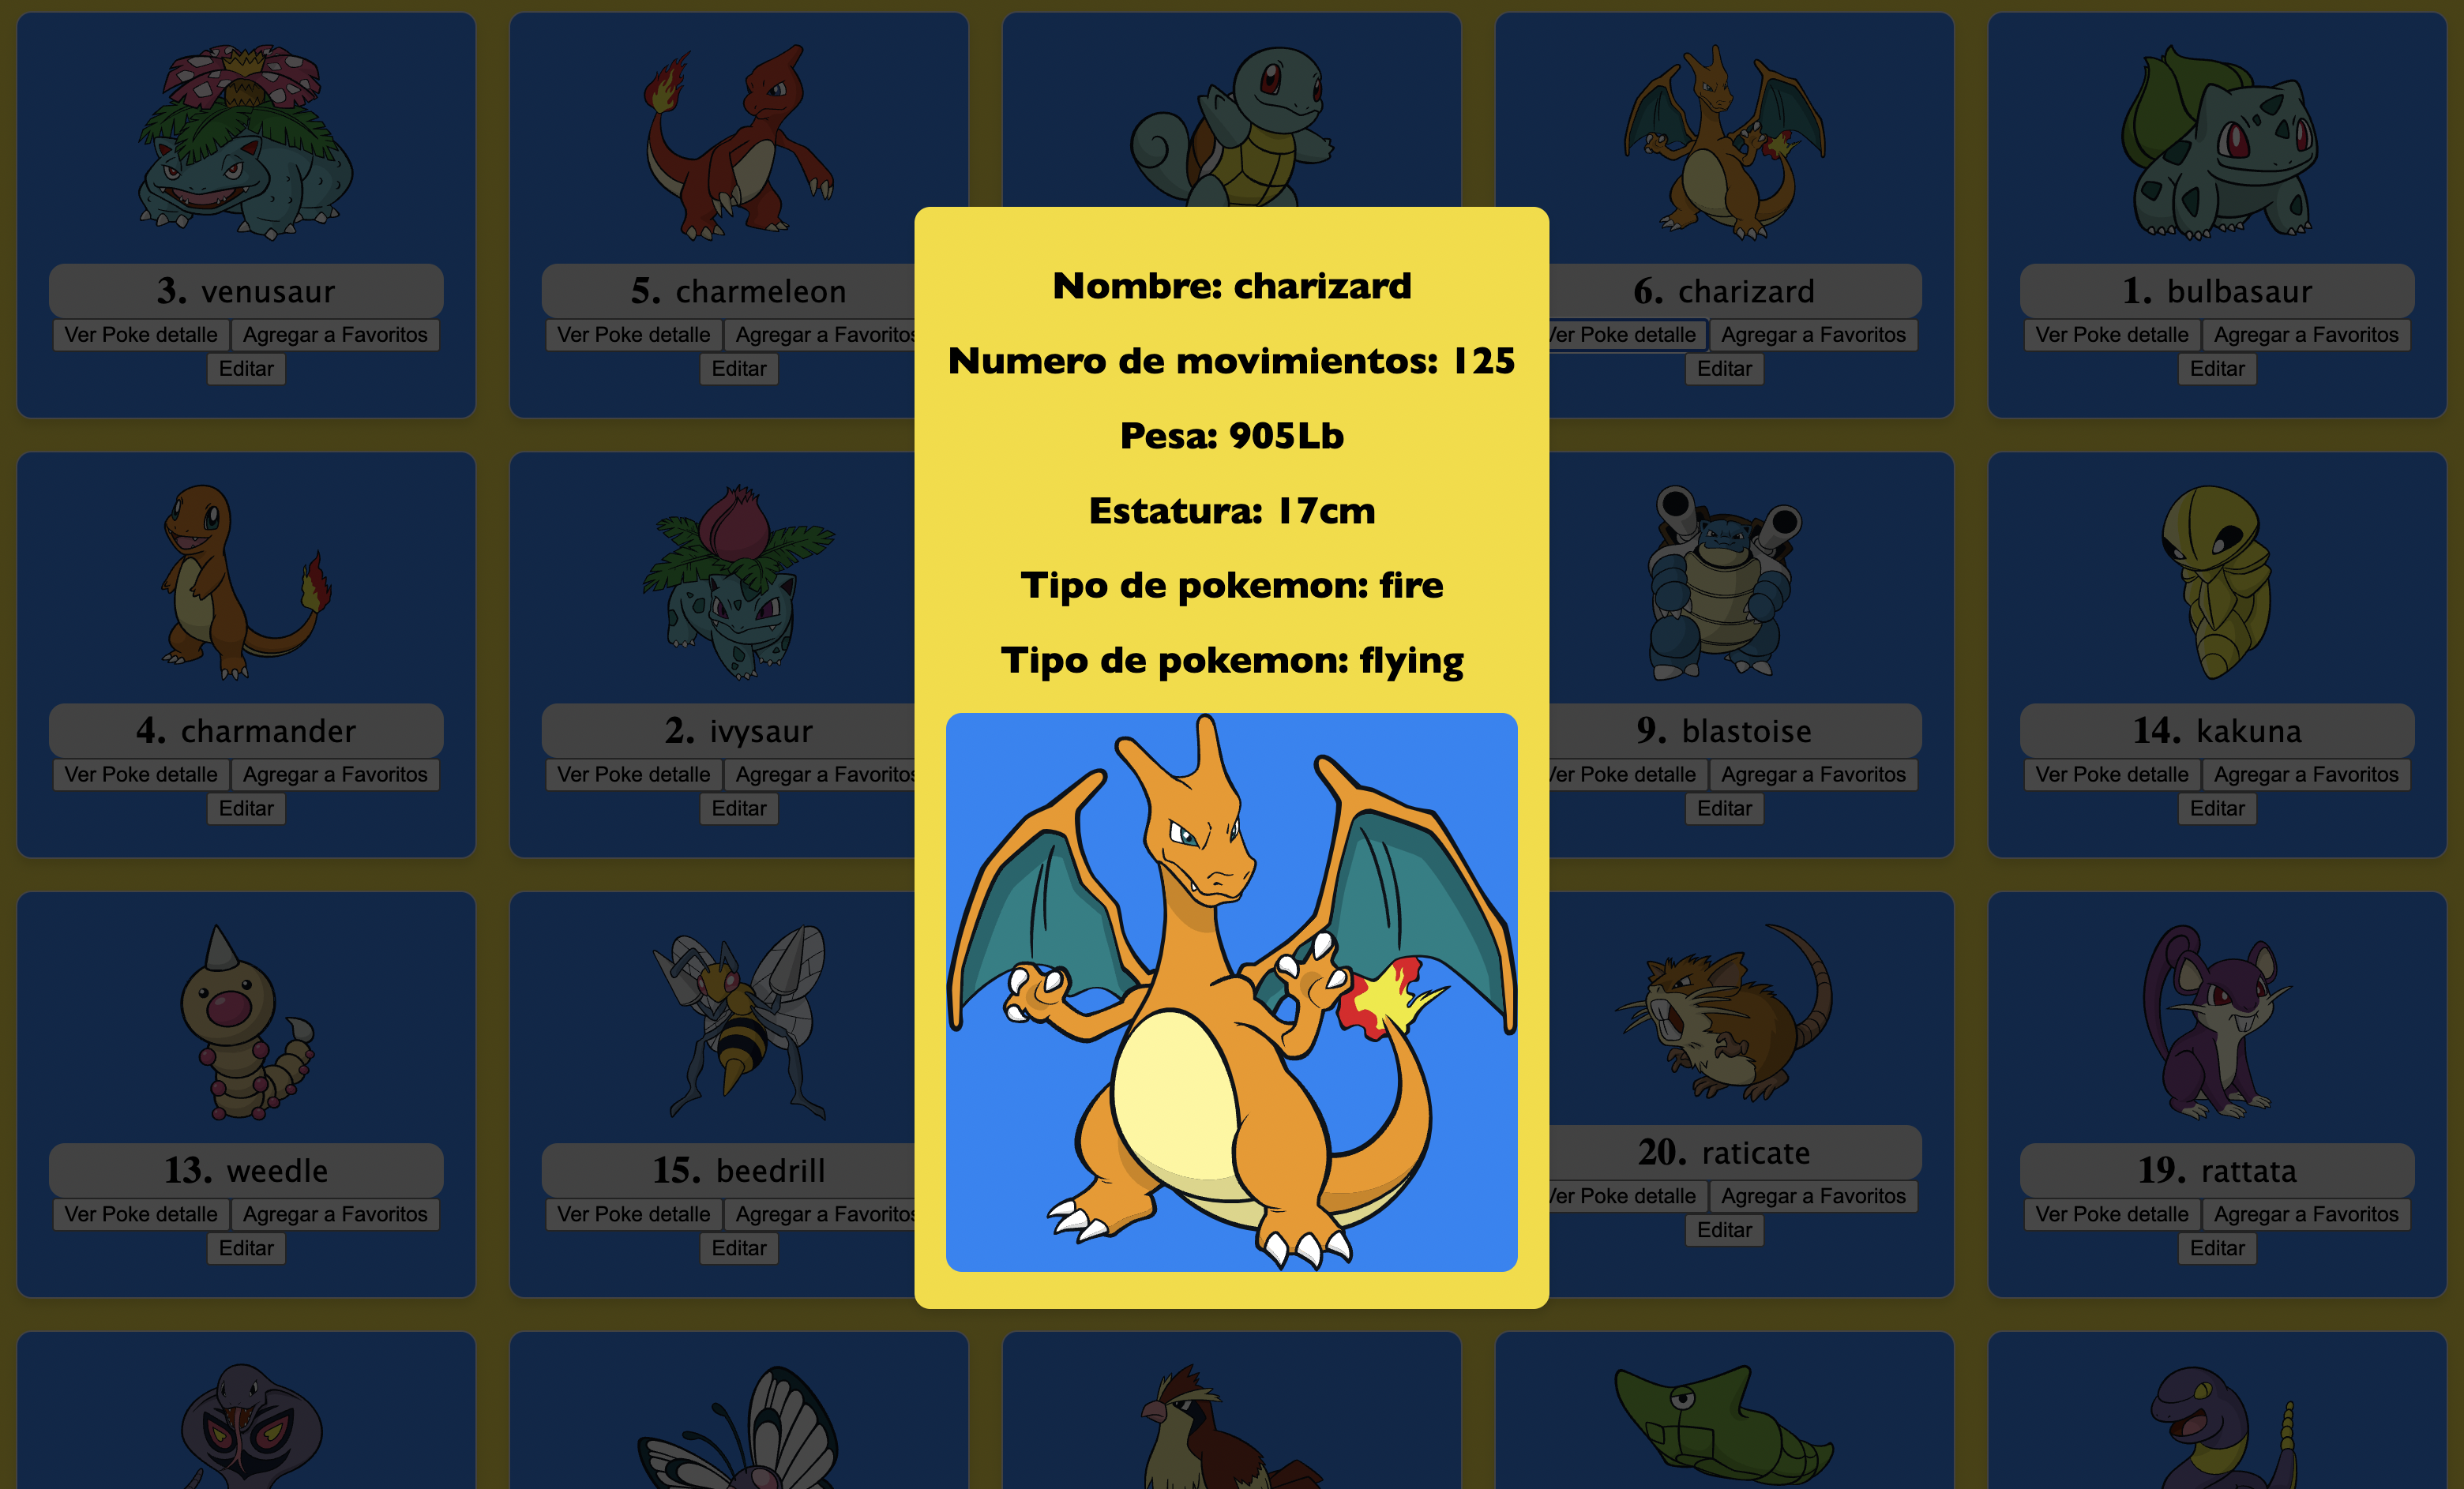 3. venusaur
Ver Poke detalle Agregar a Favoritos
Editar
5. charmeleon
Ver Poke detalle Agregar a Favoritos
Editar
6. charizard
Ver Poke detalle Agregar a Favoritos
Editar
1. bulbasaur
Ver Poke detalle Agregar a Favoritos
Editar
Nombre: charizard
Numero de movimientos: 125
Pesa: 905Lb
Estatura: 17cm
Tipo de pokemon: fire
Tipo de pokemon: flying
4. charmander
Ver Poke detalle Agregar a Favoritos
Editar
2. ivysaur
Ver Poke detalle Agregar a Favoritos
Editar
9. blastoise
Ver Poke detalle Agregar a Favoritos
Editar
14. kakuna
Ver Poke detalle Agregar a Favoritos
Editar
13. weedle
Ver Poke detalle Agregar a Favoritos
Editar
15. beedrill
Ver Poke detalle Agregar a Favoritos
Editar
20. raticate
Ver Poke detalle Agregar a Favoritos
Editar
19. rattata
Ver Poke detalle Agregar a Favoritos
Editar